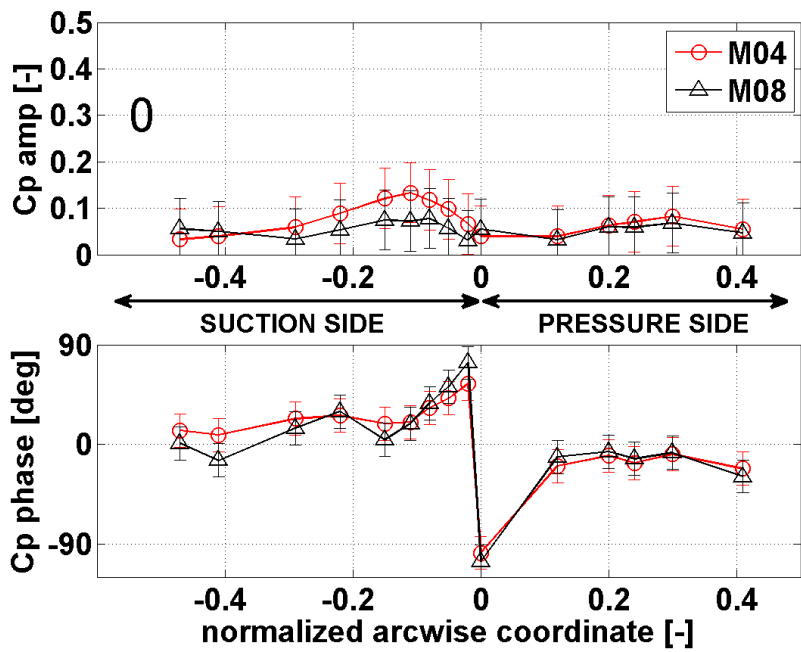 0.5
0.4
0.3
0.2
0.1
0
Cp amp [-]
0
M04
M08
-0.4 -0.2 0 0.2 0.4
SUCTION SIDE PRESSURE SIDE
90
0
-90
Cp phase [deg]
-0.4 -0.2 0 0.2 0.4
normalized arcwise coordinate [-]